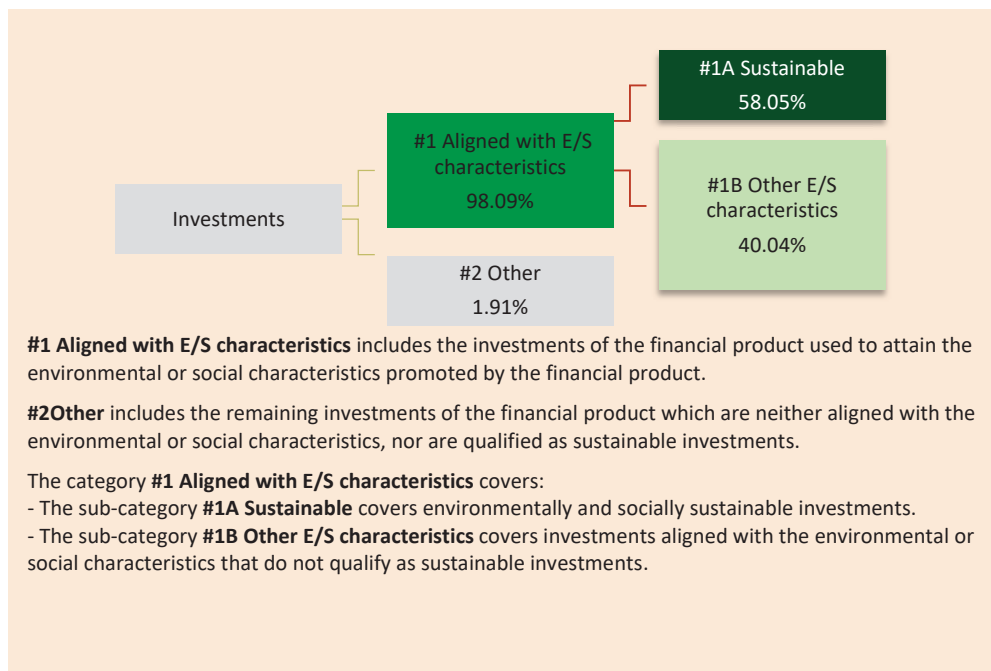 #1A Sustainable
58.05%
#1 Aligned with E/S
characteristics
98.09%
#1B Other E/S
characteristics
40.04%
Investments
#2 Other
1.91%
#1 Aligned with E/S characteristics includes the investments of the financial product used to attain the
environmental or social characteristics promoted by the financial product.
#2Other includes the remaining investments of the financial product which are neither aligned with the
environmental or social characteristics, nor are qualified as sustainable investments.
The category #1 Aligned with E/S characteristics covers:
- The sub-category #1A Sustainable covers environmentally and socially sustainable investments.
- The sub-category #1B Other E/S characteristics covers investments aligned with the environmental or
social characteristics that do not qualify as sustainable investments.